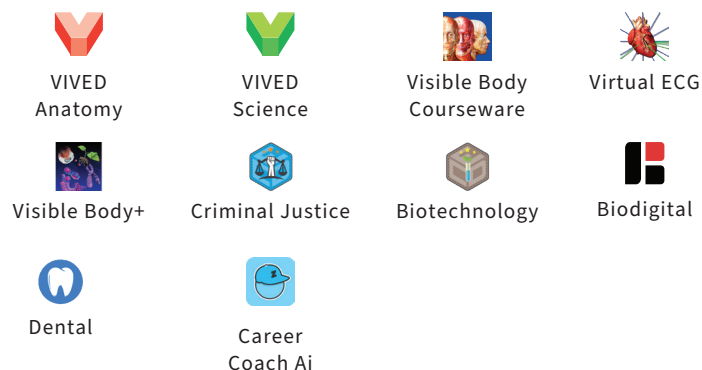 VIVED
Anatomy
VIVED
Science
Visible Body
Courseware
Virtual ECG
Visible Body+
Criminal Justice
Biotechnology
Biodigital
Dental
Career
Coach Ai